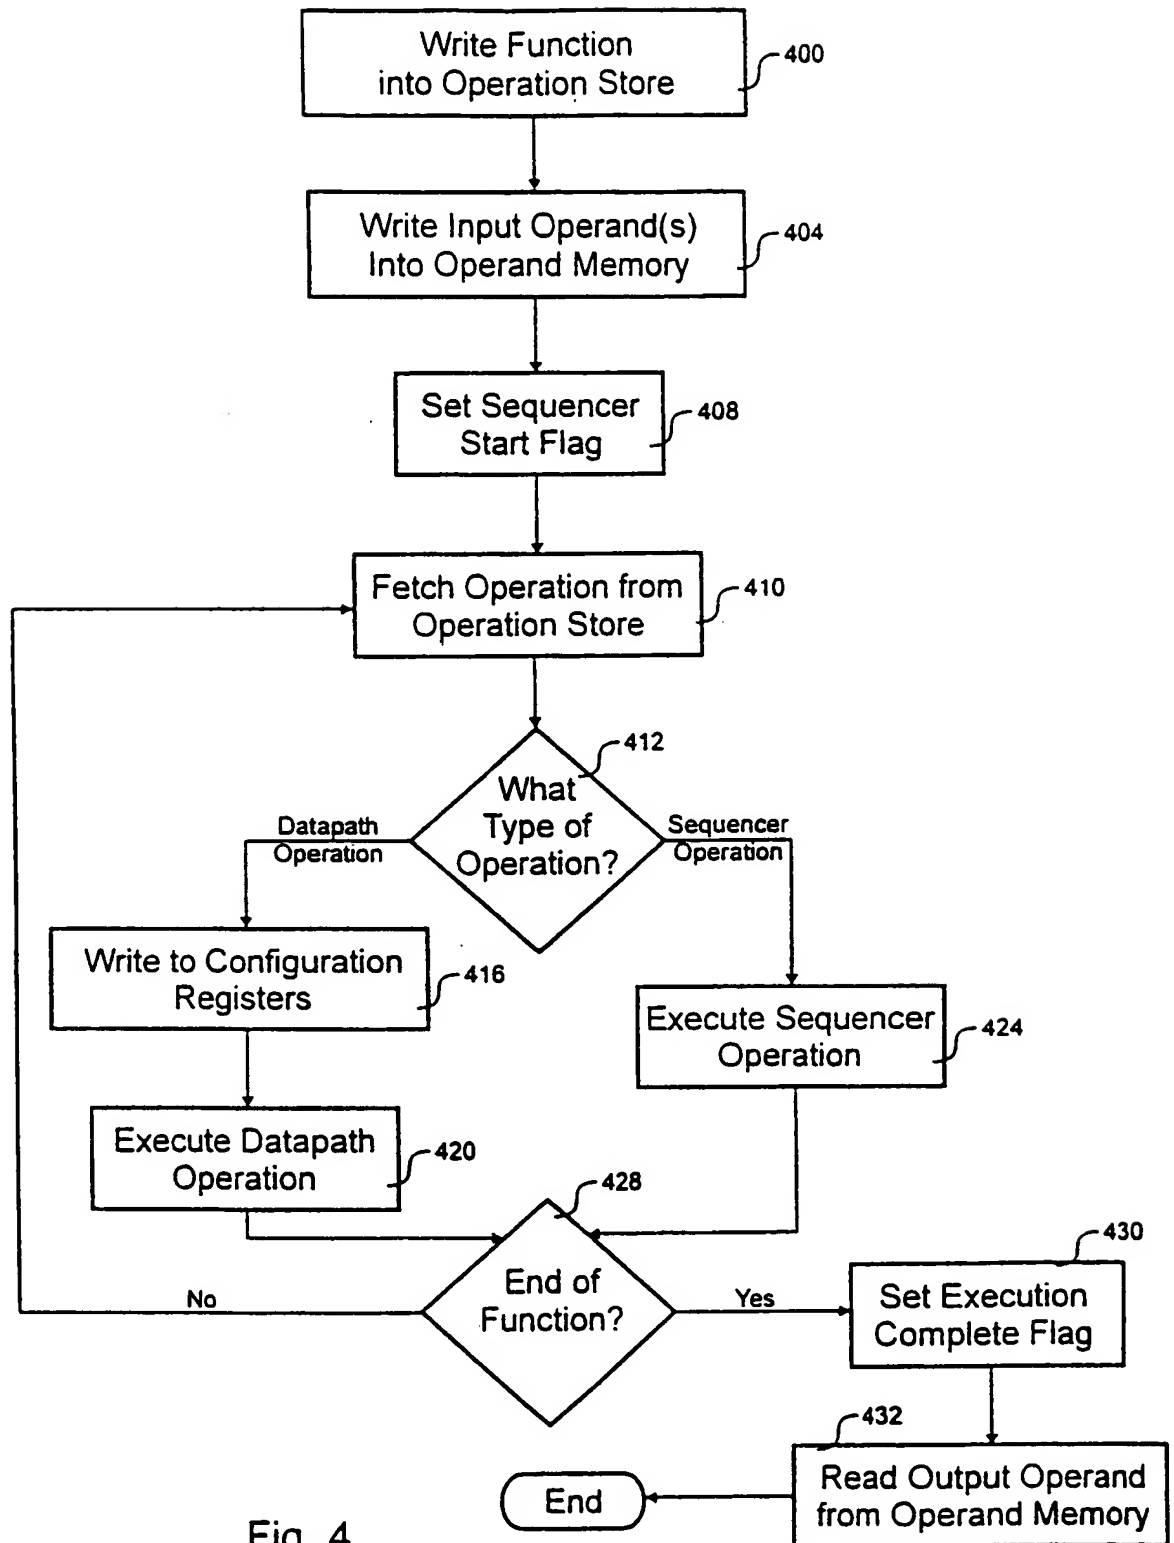 Write Function
into Operation Store
400
Write Input Operand(s)
Into Operand Memory
404
Set Sequencer
Start Flag
408
Fetch Operation from
Operation Store
410
412
What
Type of
Operation?
Datapath
Operation
Sequencer
Operation
Write to Configuration
Registers
416
Execute Sequencer
Operation
424
Execute Datapath
Operation
420
428
End of
Function?
No
Yes
430
Set Execution
Complete Flag
432
Read Output Operand
from Operand Memory
End
Fig. 4